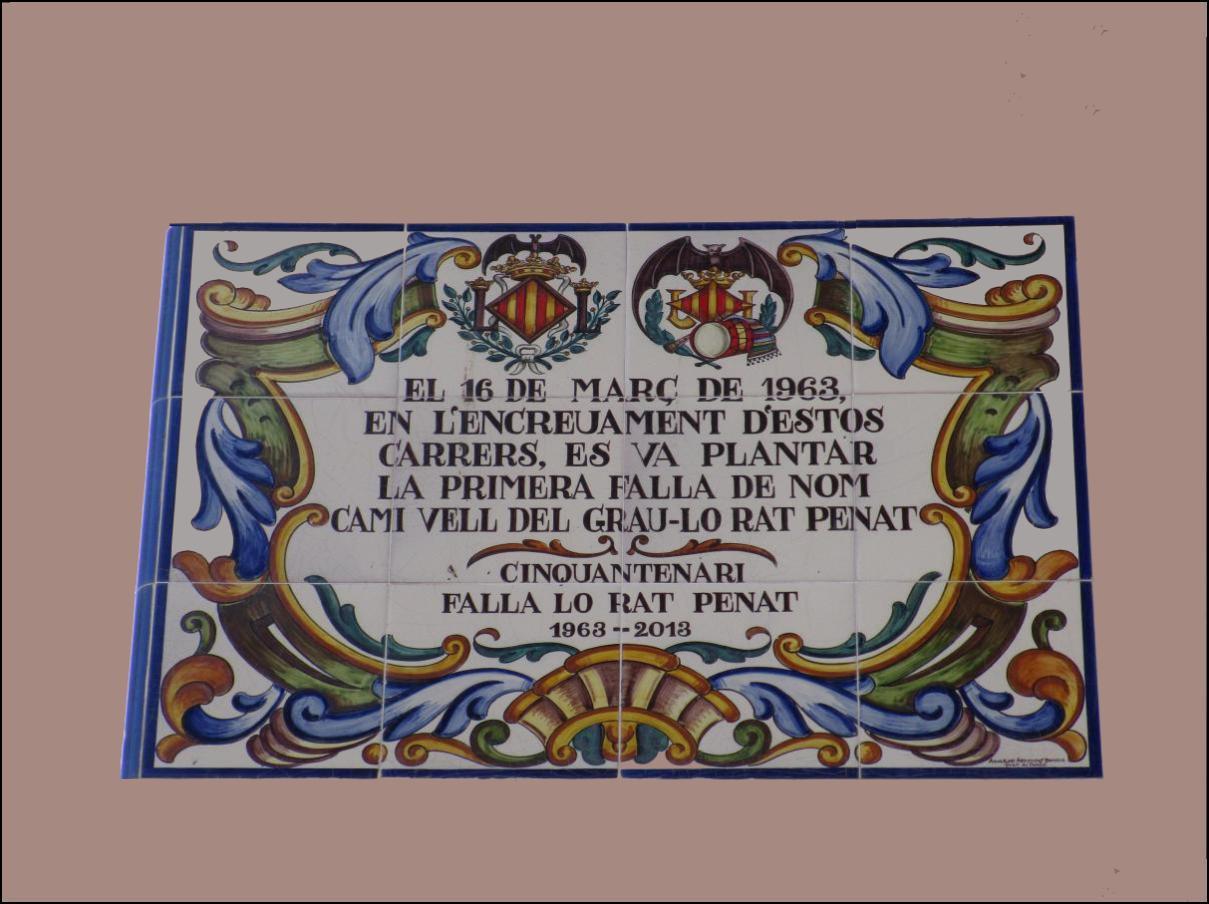 L L
EL 16 DE MARÇ DE 1963,
EN L'ENCREUAMENT D'ESTOS
CARRERS, ES VA PLANTAR
LA PRIMERA FALLA DE NOM
CAMI VELL DEL GRAU-LO RAT PENAT
CINQUANTENARI
FALLA LO RAT PENAT
1963--2013